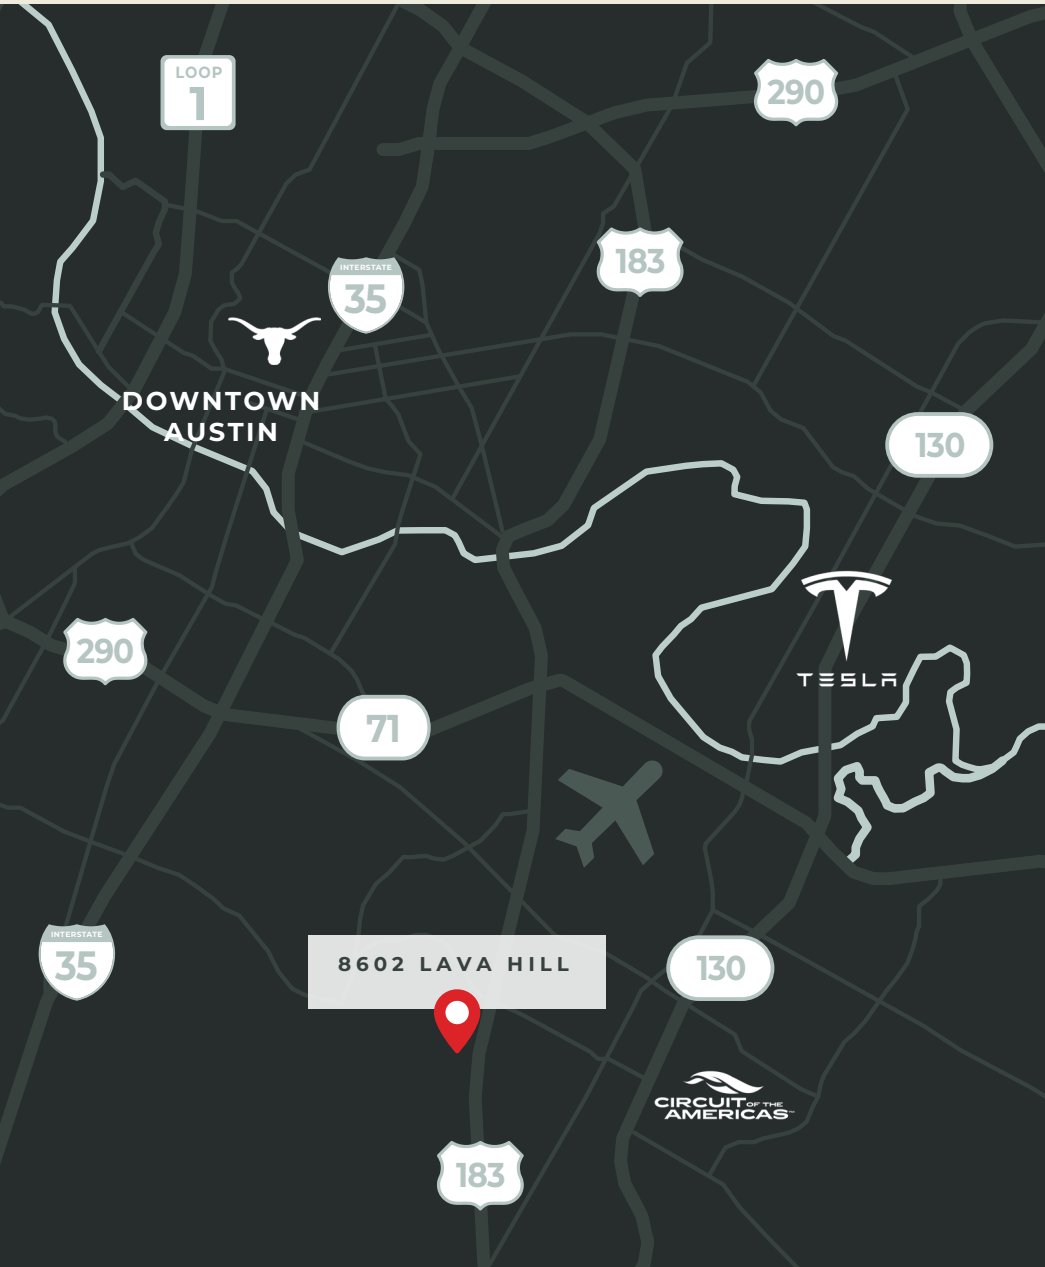 LOOP
1
290
183
INTERSTATE
35
DOWNTOWN
AUSTIN
130
TESLA
290
71
INTERSTATE
35
8602 LAVA HILL
130
CIRCUIT OF THE
AMERICAS™
183